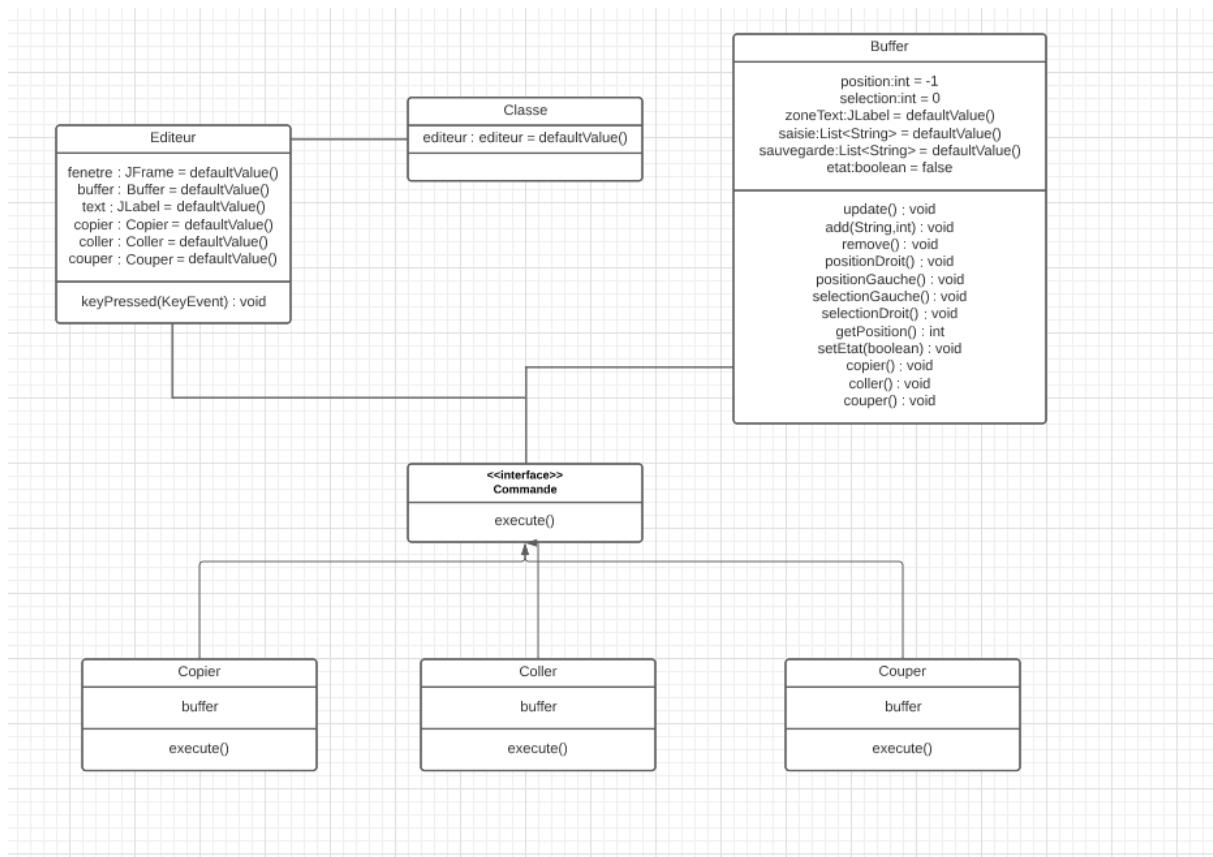 Editeur
fenetre : JFrame = defaultValue()
buffer : Buffer = defaultValue()
text : JLabel = defaultValue()
copier : Copier = defaultValue()
coller : Coller = defaultValue()
couper : Couper = defaultValue()
keyPressed(KeyEvent) : void
Classe
editeur : editeur = defaultValue()
Buffer
position:int = -1
selection:int = 0
zoneText:JLabel = defaultValue()
saisie:List<String> = defaultValue()
sauvegarde:List<String> = defaultValue()
etat:boolean = false
update() : void
add(String,int) : void
remove() : void
positionDroit() : void
positionGauche() : void
selectionGauche() : void
selectionDroit() : void
getPosition() : int
setEtat(boolean) : void
copier() : void
coller() : void
couper() : void
<<interface>>
Commande
execute()
Copier
buffer
execute()
Coller
buffer
execute()
Couper
buffer
execute()